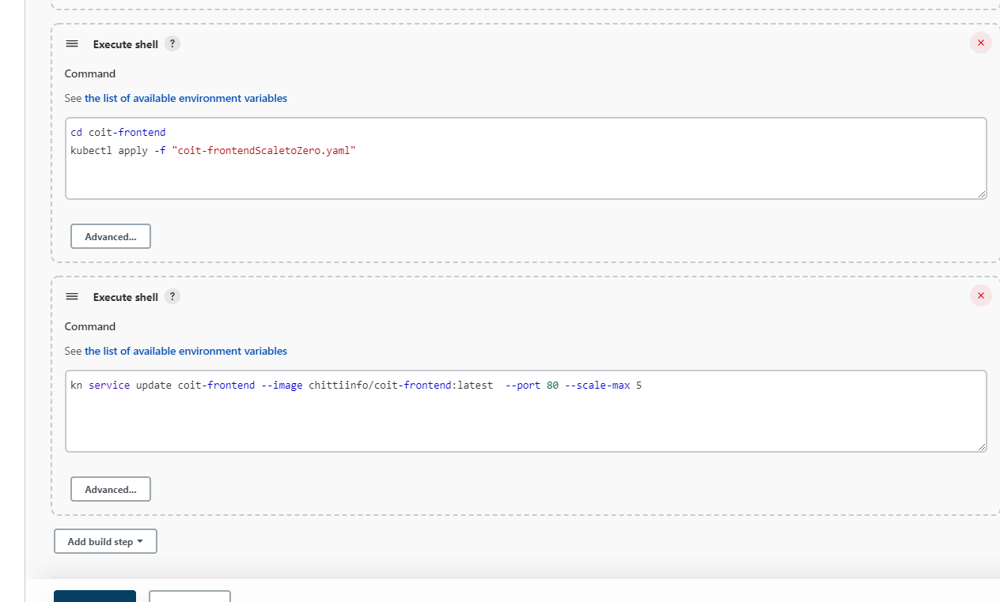 Execute shell ?
Command
See the list of available environment variables
cd coit-frontend
kubectl apply -f "coit-frontendScaletoZero.yaml"
Advanced...
Execute shell ?
Command
See the list of available environment variables
kn service update coit-frontend --image chittiinfo/coit-frontend:latest  --port 80 --scale-max 5
Advanced...
Add build step